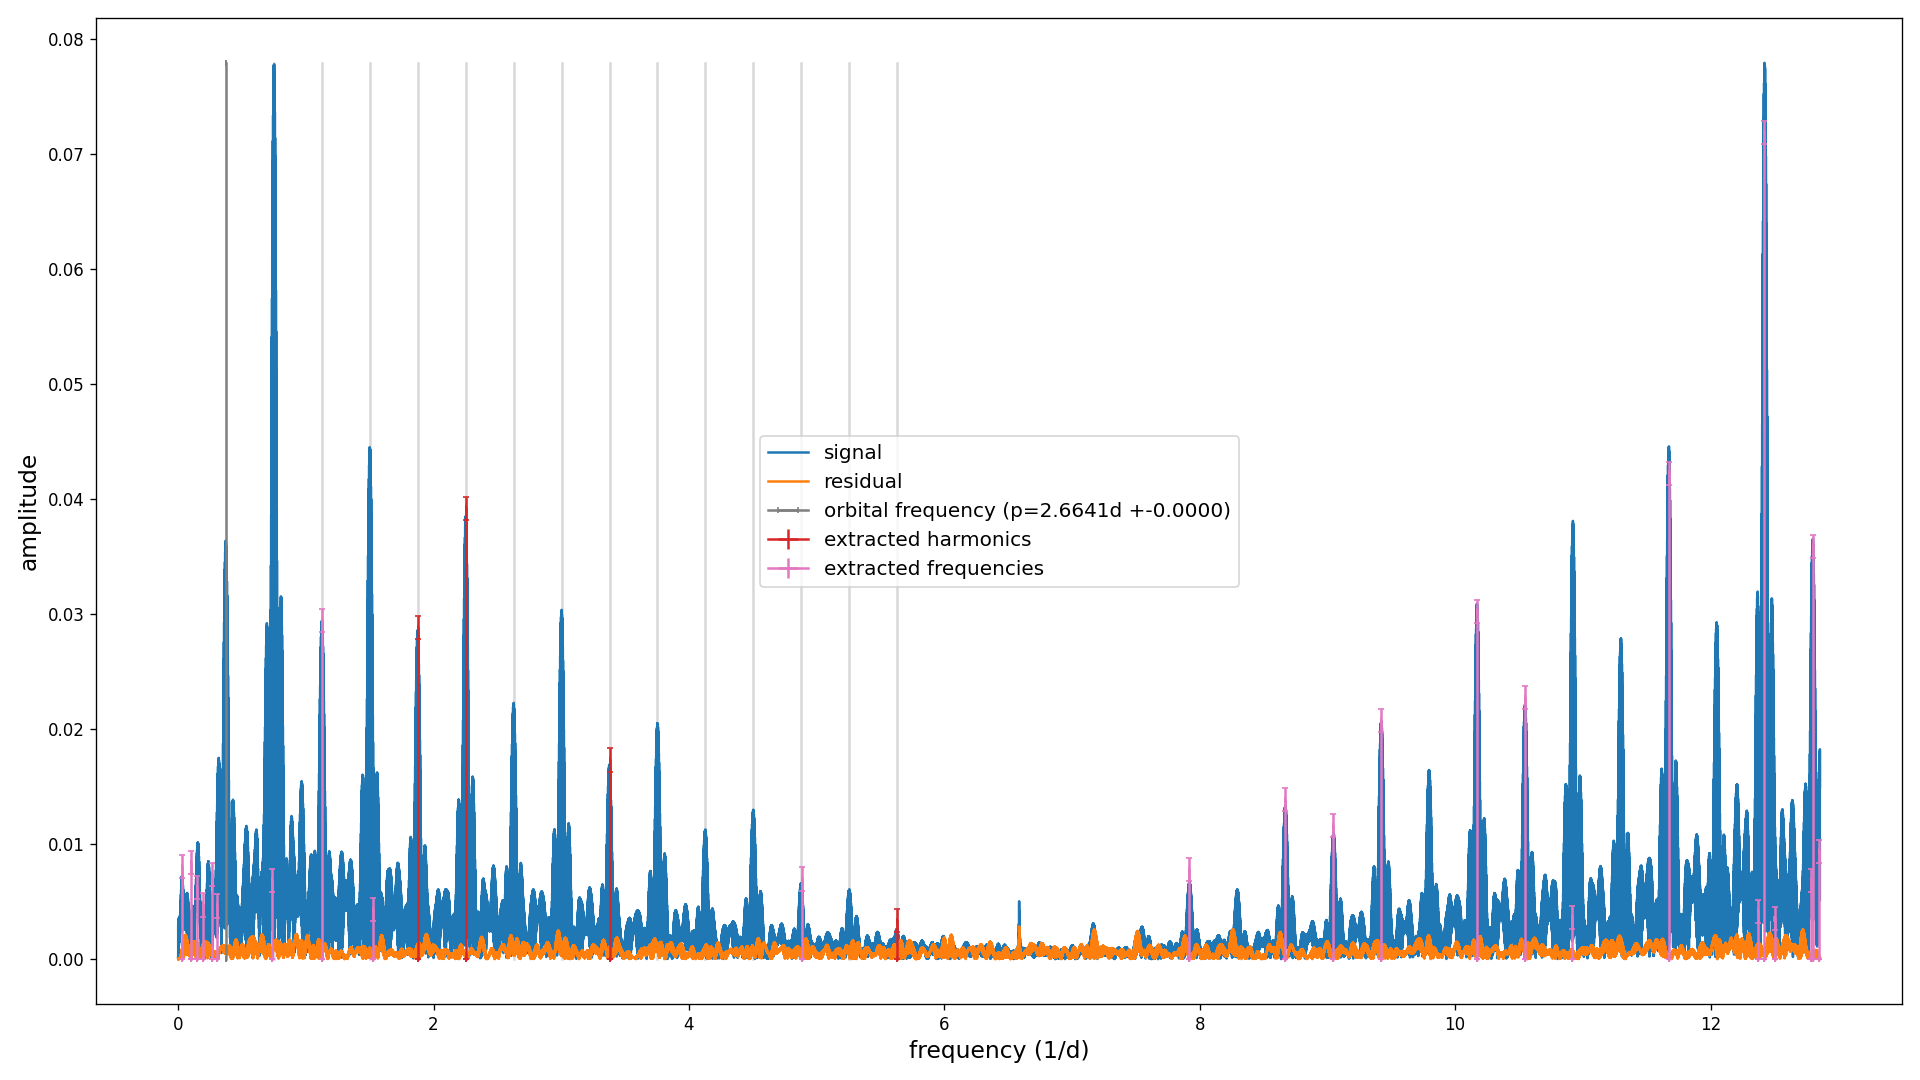 0.08
0.07
0.06
0.05
0.04
0.03
0.02
0.01
0.00
amplitude
signal
residual
orbital frequency (p=2.6641d +-0.0000)
extracted harmonics
extracted frequencies
0 2 4 6 8 10 12
frequency (1/d)